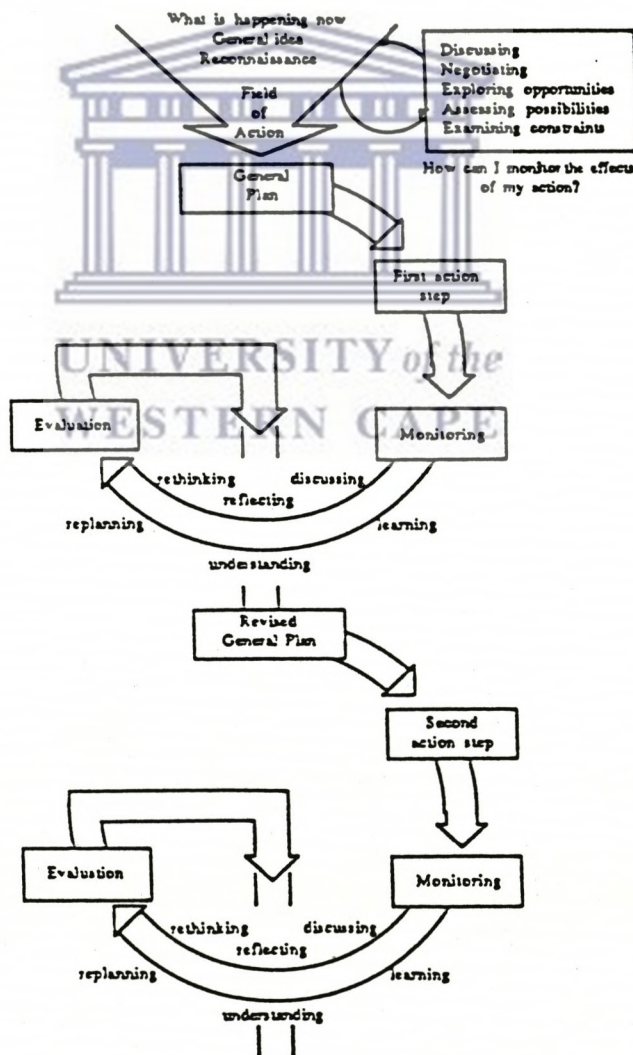 What is happening now
General idea
Reconnaissance
Field
of
Action
Discussing
Negotiating
Exploring opportunities
Assessing possibilities
Examining constraints
General
Plan
How can I monitor the effects
of my action?
First action
step
UNIVERSITY of the
WESTERN CAPE
Evaluation
Monitoring
rethinking
discussing
reflecting
replanning
learning
understanding
Revised
General Plan
Second
action step
Evaluation
Monitoring
rethinking
discussing
reflecting
replanning
learning
understanding